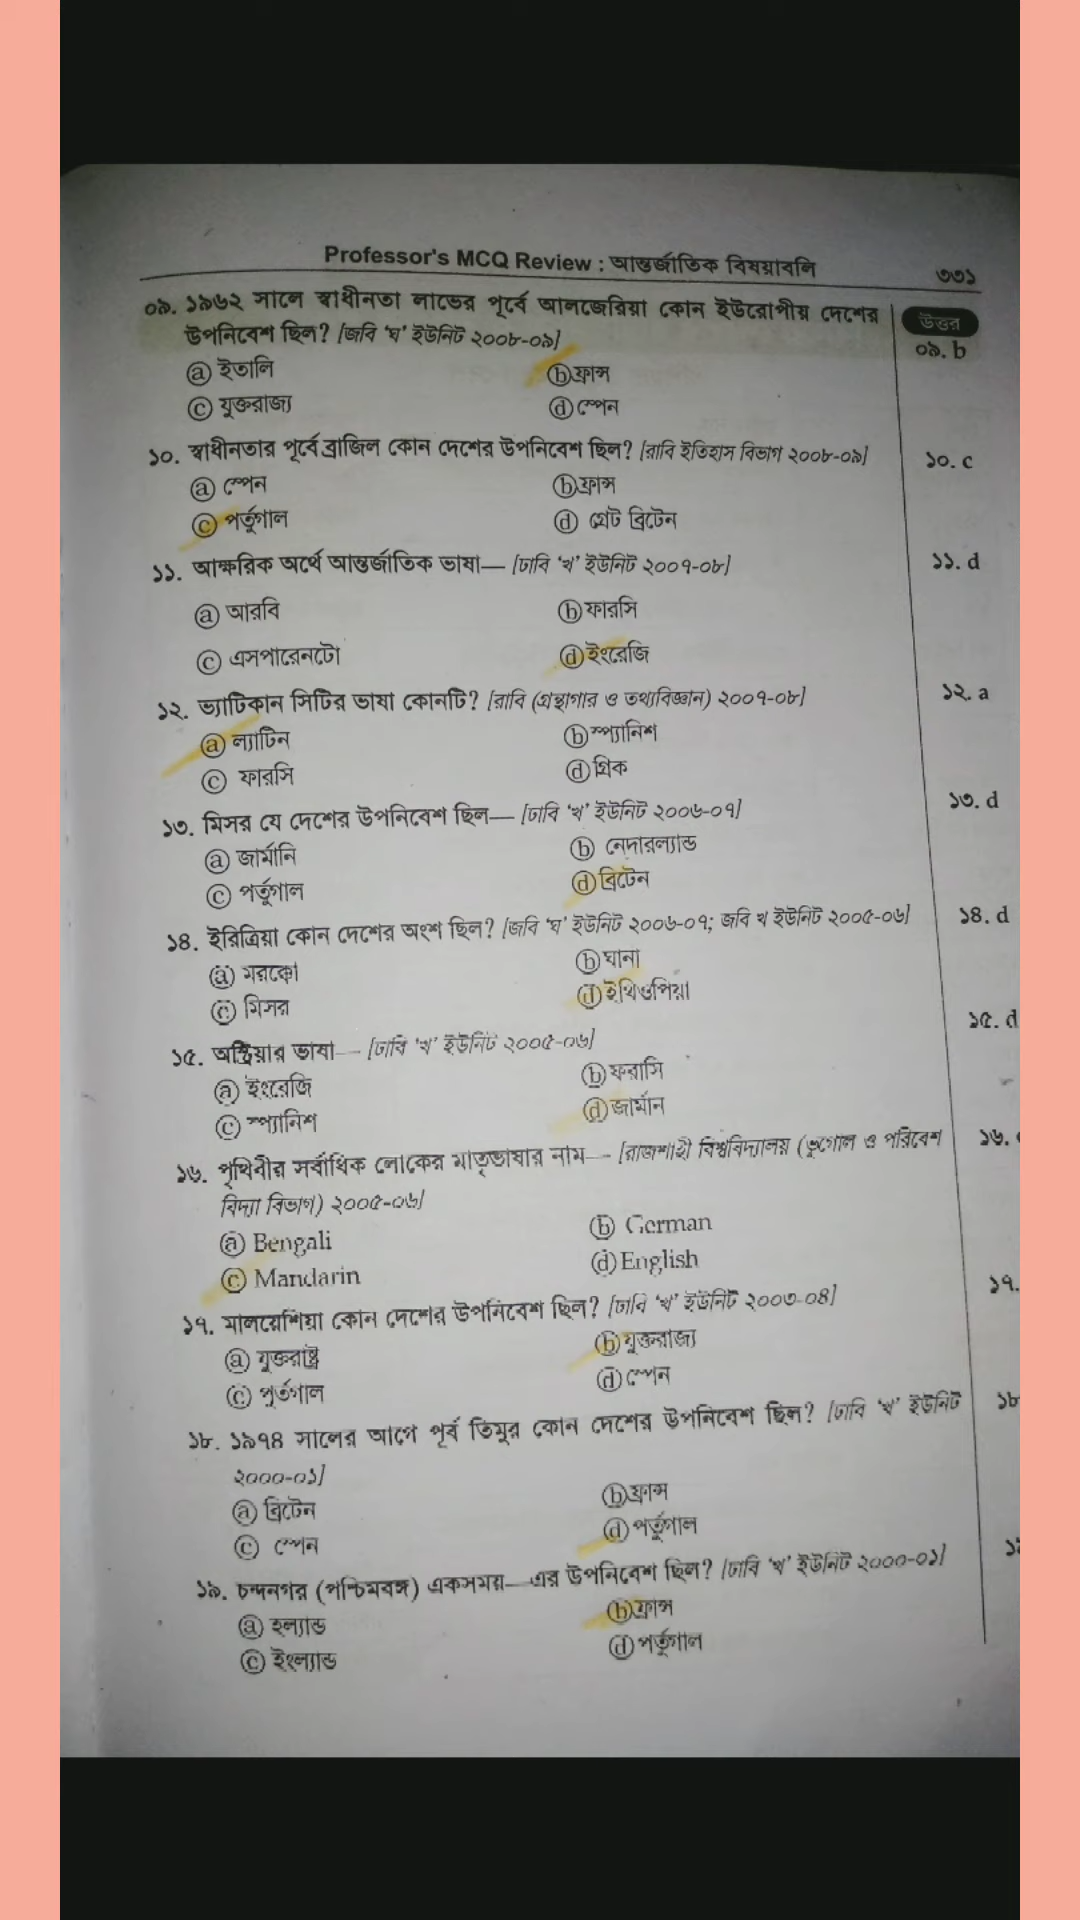 Professor's MCQ Review : আন্তর্জাতিক বিষয়াবলি ৩৩১
০৯. ১৯৬২ সালে স্বাধীনতা লাভের পূর্বে আলজেরিয়া কোন ইউরোপীয় দেশের
উপনিবেশ ছিল? [জবি ‘ঘ’ ইউনিট ২০০৮-০৯]
উত্তর
০৯. b
ⓐ ইতালি ⓑ ফ্রান্স
ⓒ যুক্তরাজ্য ⓓ স্পেন
১০. স্বাধীনতার পূর্বে ব্রাজিল কোন দেশের উপনিবেশ ছিল? [রাবি ইতিহাস বিভাগ ২০০৮-০৯] ১০. c
ⓐ স্পেন ⓑ ফ্রান্স
ⓒ পর্তুগাল ⓓ গ্রেট ব্রিটেন
১১. আক্ষরিক অর্থে আন্তর্জাতিক ভাষা— [ঢাবি ‘খ’ ইউনিট ২০০৭-০৮] ১১. d
ⓐ আরবি ⓑ ফারসি
ⓒ এসপারেনটো ⓓ ইংরেজি
১২. ভ্যাটিকান সিটির ভাষা কোনটি? [রাবি (গ্রন্থাগার ও তথ্যবিজ্ঞান) ২০০৭-০৮] ১২. a
ⓐ ল্যাটিন ⓑ স্প্যানিশ
ⓒ ফারসি ⓓ গ্রিক
১৩. মিসর যে দেশের উপনিবেশ ছিল— [ঢাবি ‘খ’ ইউনিট ২০০৬-০৭] ১৩. d
ⓐ জার্মানি ⓑ নেদারল্যান্ড
ⓒ পর্তুগাল ⓓ ব্রিটেন
১৪. ইরিত্রিয়া কোন দেশের অংশ ছিল? [জবি ‘ঘ’ ইউনিট ২০০৬-০৭; জবি খ ইউনিট ২০০৫-০৬] ১৪. d
ⓐ মরক্কো ⓑ ঘানা
ⓒ মিসর ⓓ ইথিওপিয়া
১৫. অস্ট্রিয়ার ভাষা— [ঢাবি ‘খ’ ইউনিট ২০০৫-০৬] ১৫. d
ⓐ ইংরেজি ⓑ ফরাসি
ⓒ স্প্যানিশ ⓓ জার্মান
১৬. পৃথিবীর সর্বাধিক লোকের মাতৃভাষার নাম— [রাজশাহী বিশ্ববিদ্যালয় (ভূগোল ও পরিবেশ ১৬.
বিদ্যা বিভাগ) ২০০৫-০৬]
ⓐ Bengali ⓑ German
ⓒ Mandarin ⓓ English
১৭. মালয়েশিয়া কোন দেশের উপনিবেশ ছিল? [ঢাবি ‘খ’ ইউনিট ২০০৩-০৪] ১৭.
ⓐ যুক্তরাষ্ট্র ⓑ যুক্তরাজ্য
ⓒ পর্তুগাল ⓓ স্পেন
১৮. ১৯৭৪ সালের আগে পূর্ব তিমুর কোন দেশের উপনিবেশ ছিল? [ঢাবি ‘খ’ ইউনিট ১৮
২০০০-০১]
ⓐ ব্রিটেন ⓑ ফ্রান্স
ⓒ স্পেন ⓓ পর্তুগাল
১৯. চন্দনগর (পশ্চিমবঙ্গ) একসময়—এর উপনিবেশ ছিল? [ঢাবি ‘খ’ ইউনিট ২০০০-০১]
ⓐ হল্যান্ড ⓑ ফ্রান্স
ⓒ ইংল্যান্ড ⓓ পর্তুগাল